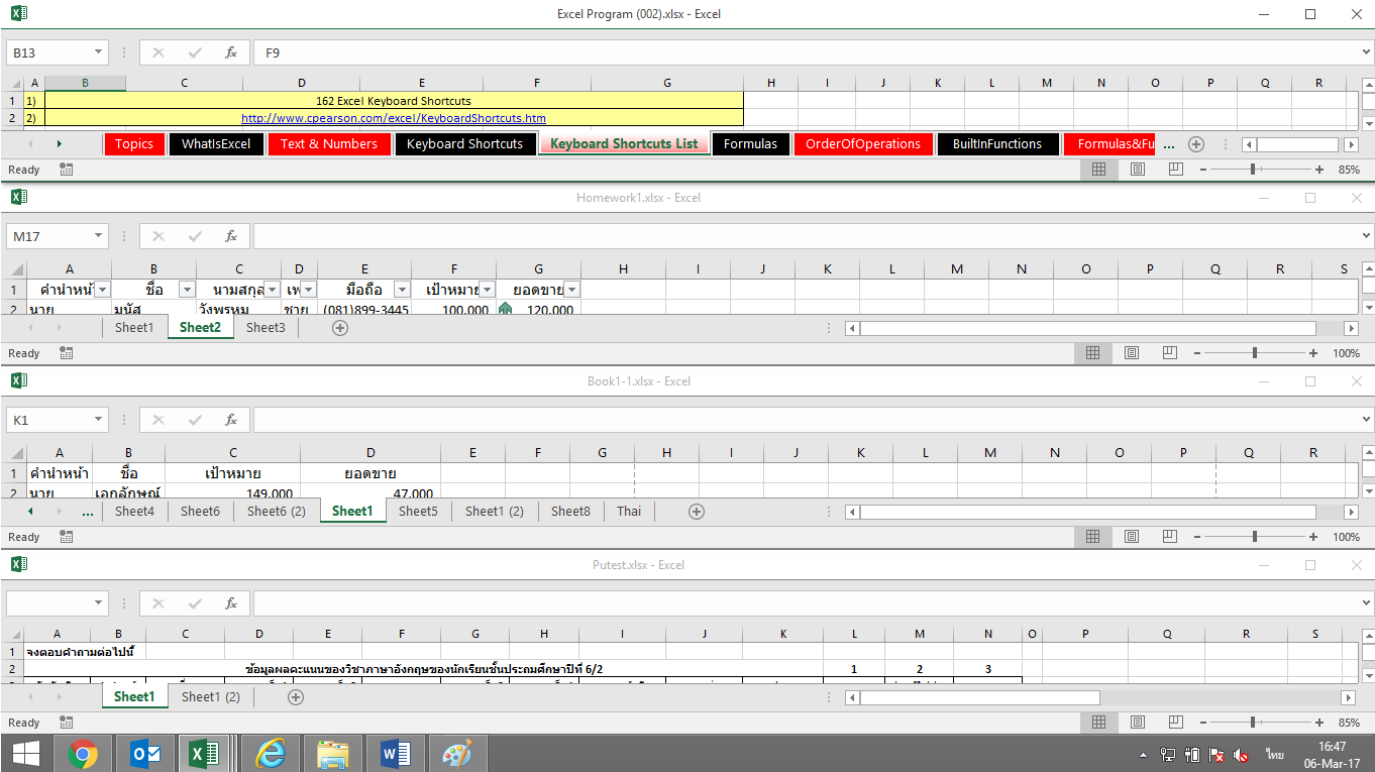 Excel Program (002).xlsx - Excel
B13 fx F9
A B C D E F G H I J K L M N O P Q R
1 1) 162 Excel Keyboard Shortcuts
2 2) http://www.cpearson.com/excel/KeyboardShortcuts.htm
Topics WhatIsExcel Text & Numbers Keyboard Shortcuts Keyboard Shortcuts List Formulas OrderOfOperations BuiltInFunctions Formulas&Fu ...
Ready 85%
Homework1.xlsx - Excel
M17 fx
A B C D E F G H I J K L M N O P Q R S
1 คำนำหน้ ชื่อ นามสกุล เพ มือถือ เป้าหมาย ยอดขาย
2 นาย มนัส วังพรหม ชาย (081)899-3445 100,000 120,000
Sheet1 Sheet2 Sheet3
Ready 100%
Book1-1.xlsx - Excel
K1 fx
A B C D E F G H I J K L M N O P Q R
1 คำนำหน้า ชื่อ เป้าหมาย ยอดขาย
2 นาย เอกลักษณ์ 149,000 47,000
... Sheet4 Sheet6 Sheet6 (2) Sheet1 Sheet5 Sheet1 (2) Sheet8 Thai
Ready 100%
Putest.xlsx - Excel
fx
A B C D E F G H I J K L M N O P Q R S
1 จงตอบคำถามต่อไปนี้
2 ข้อมูลผลคะแนนของวิชาภาษาอังกฤษของนักเรียนชั้นประถมศึกษาปีที่ 6/2 1 2 3
Sheet1 Sheet1 (2)
Ready 85%
ไทย 16:47
06-Mar-17